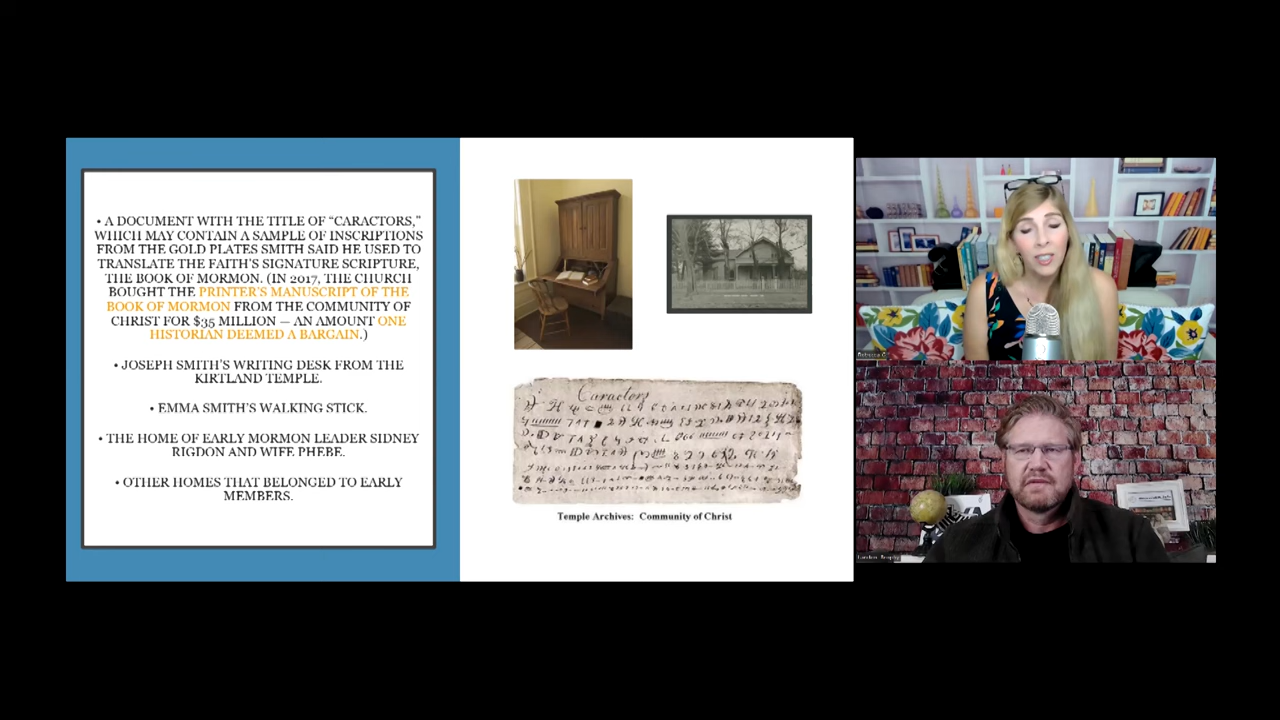 • A DOCUMENT WITH THE TITLE OF “CARACTORS,”
WHICH MAY CONTAIN A SAMPLE OF INSCRIPTIONS
FROM THE GOLD PLATES SMITH SAID HE USED TO
TRANSLATE THE FAITH’S SIGNATURE SCRIPTURE,
THE BOOK OF MORMON. (IN 2017, THE CHURCH
BOUGHT THE PRINTER’S MANUSCRIPT OF THE
BOOK OF MORMON FROM THE COMMUNITY OF
CHRIST FOR $35 MILLION — AN AMOUNT ONE
HISTORIAN DEEMED A BARGAIN.)
• JOSEPH SMITH’S WRITING DESK FROM THE
KIRTLAND TEMPLE.
• EMMA SMITH’S WALKING STICK.
• THE HOME OF EARLY MORMON LEADER SIDNEY
RIGDON AND WIFE PHEBE.
• OTHER HOMES THAT BELONGED TO EARLY
MEMBERS.
Caractors
Temple Archives: Community of Christ